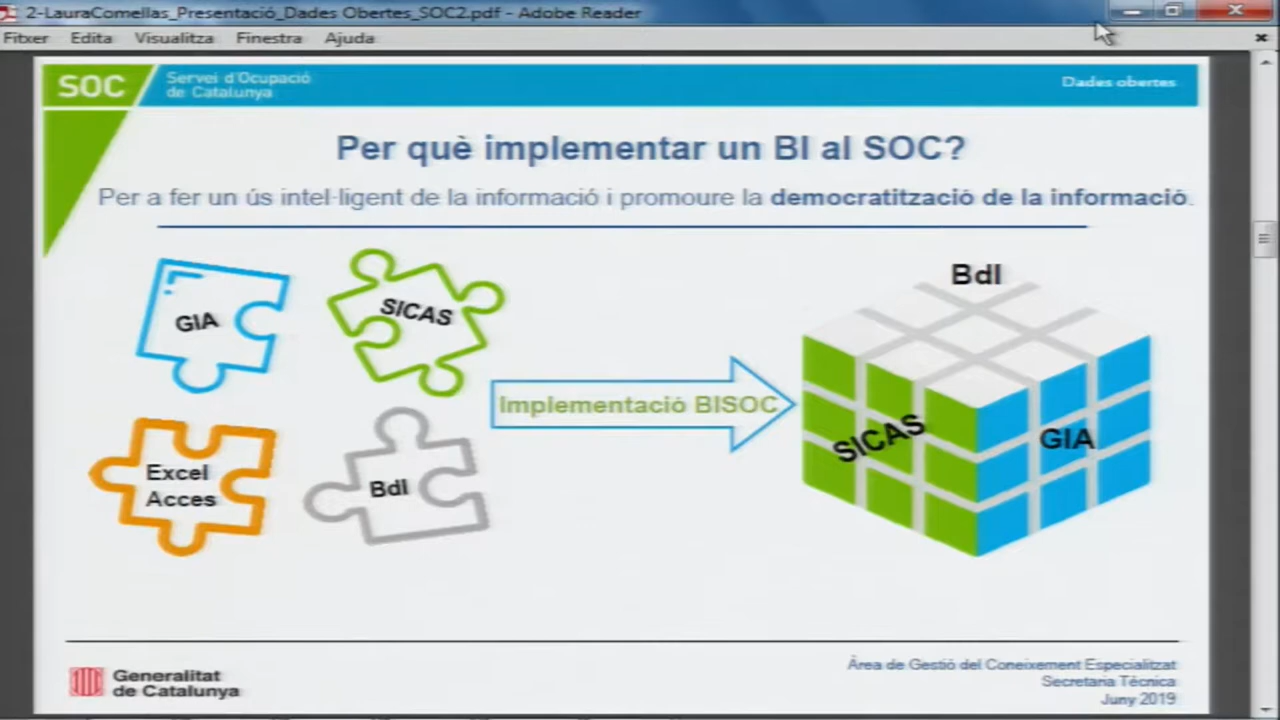 2-LauraComellas_Presentació_Dades Obertes_SOC2.pdf - Adobe Reader
Fitxer Edita Visualitza Finestra Ajuda
SOC
Servei d'Ocupació
de Catalunya
Dades obertes
Per què implementar un BI al SOC?
Per a fer un ús intel·ligent de la informació i promoure la democratització de la informació.
GIA
SICAS
Excel
Acces
BdI
Implementació BISOC
BdI
SICAS
GIA
Generalitat
de Catalunya
Àrea de Gestió del Coneixement Especialitzat
Secretaria Tècnica
Juny 2019